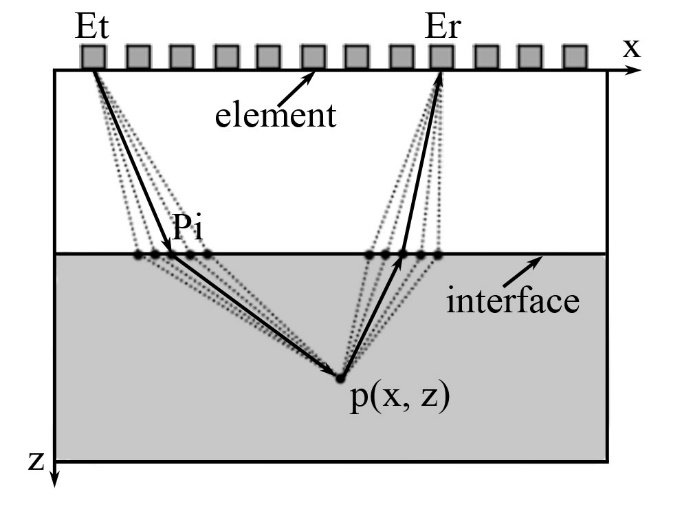 Et
Er
x
element
Pi
interface
p(x, z)
z